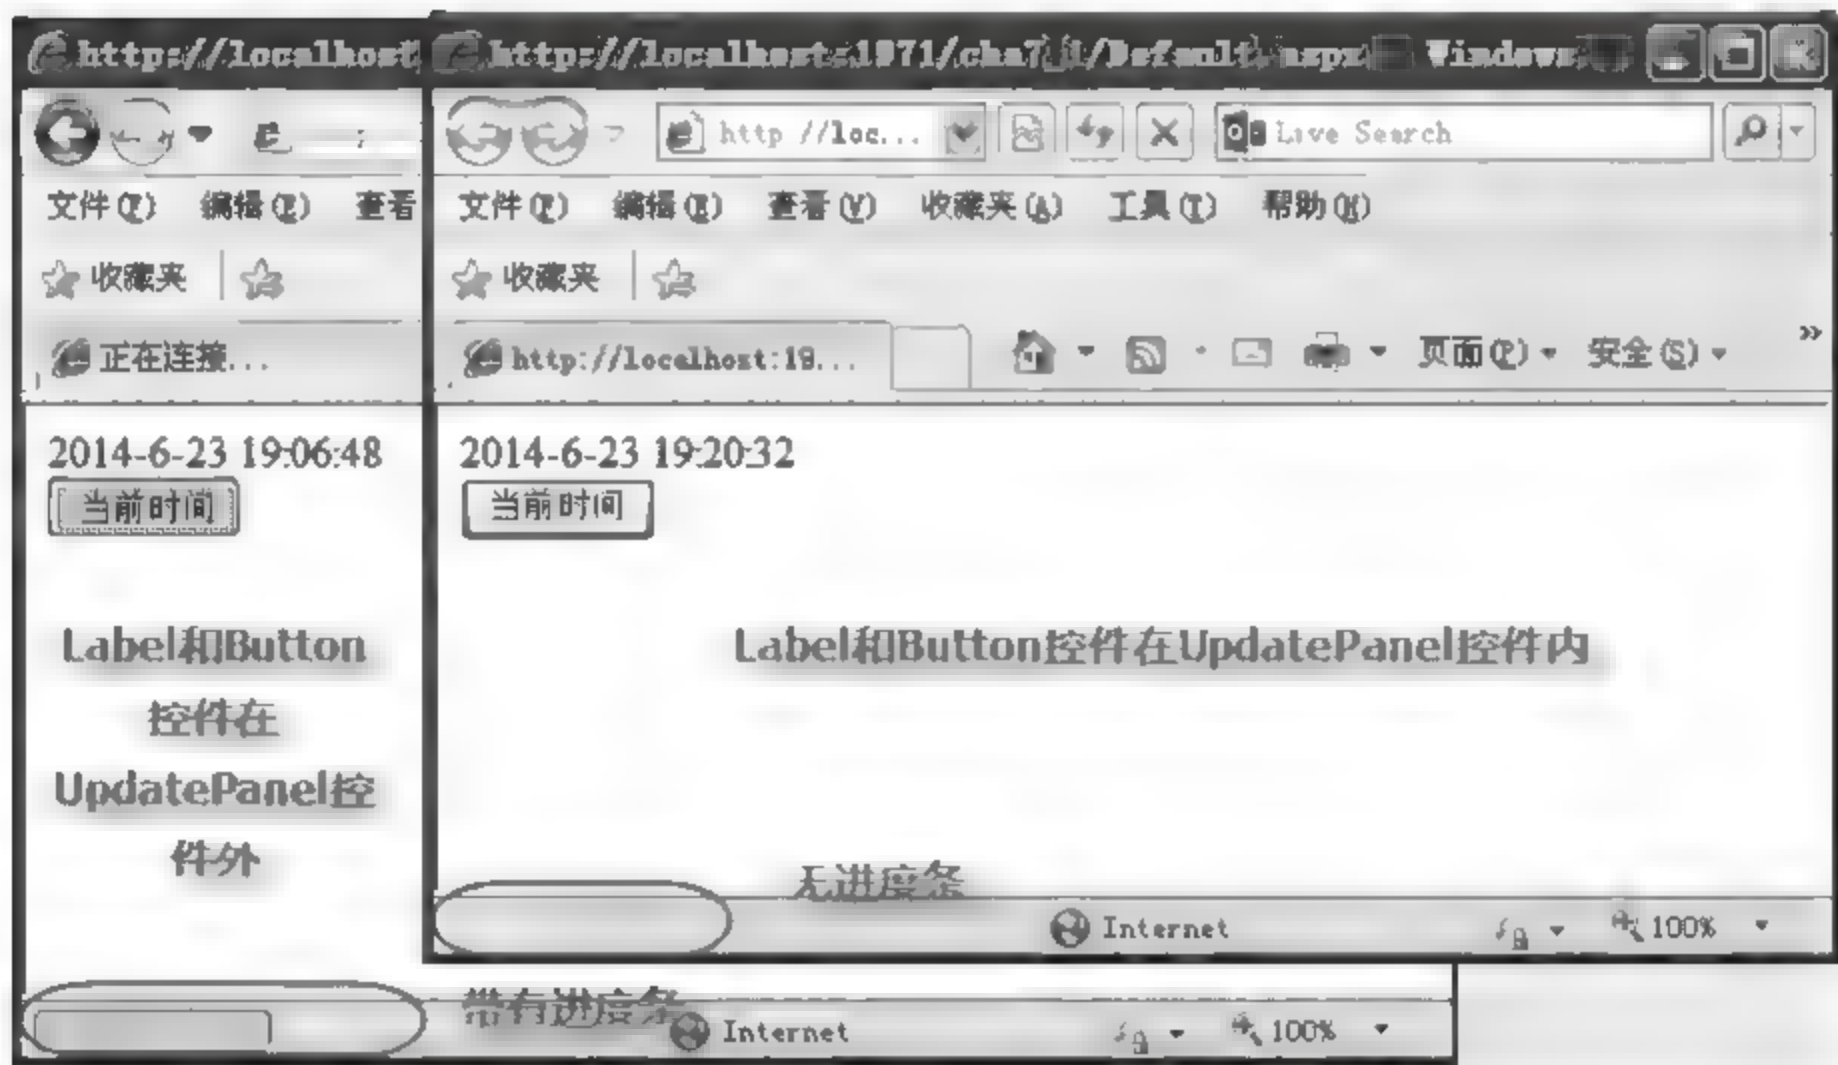 http://localhost
文件(F) 编辑(E) 查看
收藏夹
正在连接...
2014-6-23 19:06:48
当前时间
Label和Button
控件在
UpdatePanel控
件外
带有进度条
Internet
100%
http://localhost:1971/cha7_1/Default.aspx Windows
http //loc...
Live Search
文件(F) 编辑(E) 查看(V) 收藏夹(A) 工具(T) 帮助(H)
收藏夹
http://localhost:19...
页面(P) 安全(S) »
2014-6-23 19:20:32
当前时间
Label和Button控件在UpdatePanel控件内
无进度条
Internet
100%